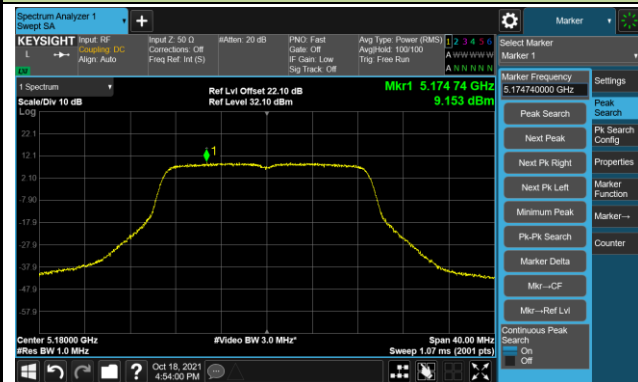 Spectrum Analyzer 1
Swept SA
Marker
KEYSIGHT
L
Input: RF
Coupling: DC
Align: Auto
Input Z: 50 Ω
Corrections: Off
Freq Ref: Int (S)
#Atten: 20 dB
PNO: Fast
Gate: Off
IF Gain: Low
Sig Track: Off
Avg Type: Power (RMS)
Avg|Hold: 100/100
Trig: Free Run
1 2 3 4 5 6
A W W W W W
A N N N N N
LVI
1 Spectrum
Scale/Div 10 dB
Log
Ref Lvl Offset 22.10 dB
Ref Level 32.10 dBm
Mkr1 5.174 74 GHz
9.153 dBm
22.1
12.1
2.10
-7.90
-17.9
-27.9
-37.9
-47.9
-57.9
1
Center 5.18000 GHz
#Res BW 1.0 MHz
#Video BW 3.0 MHz*
Span 40.00 MHz
Sweep 1.07 ms (2001 pts)
Oct 18, 2021
4:54:00 PM
Select Marker
Marker 1
Marker Frequency
5.174740000 GHz
Peak Search
Next Peak
Next Pk Right
Next Pk Left
Minimum Peak
Pk-Pk Search
Marker Delta
Mkr→CF
Mkr→Ref Lvl
Continuous Peak
Search
On
Off
Settings
Peak
Search
Pk Search
Config
Properties
Marker
Function
Marker→
Counter